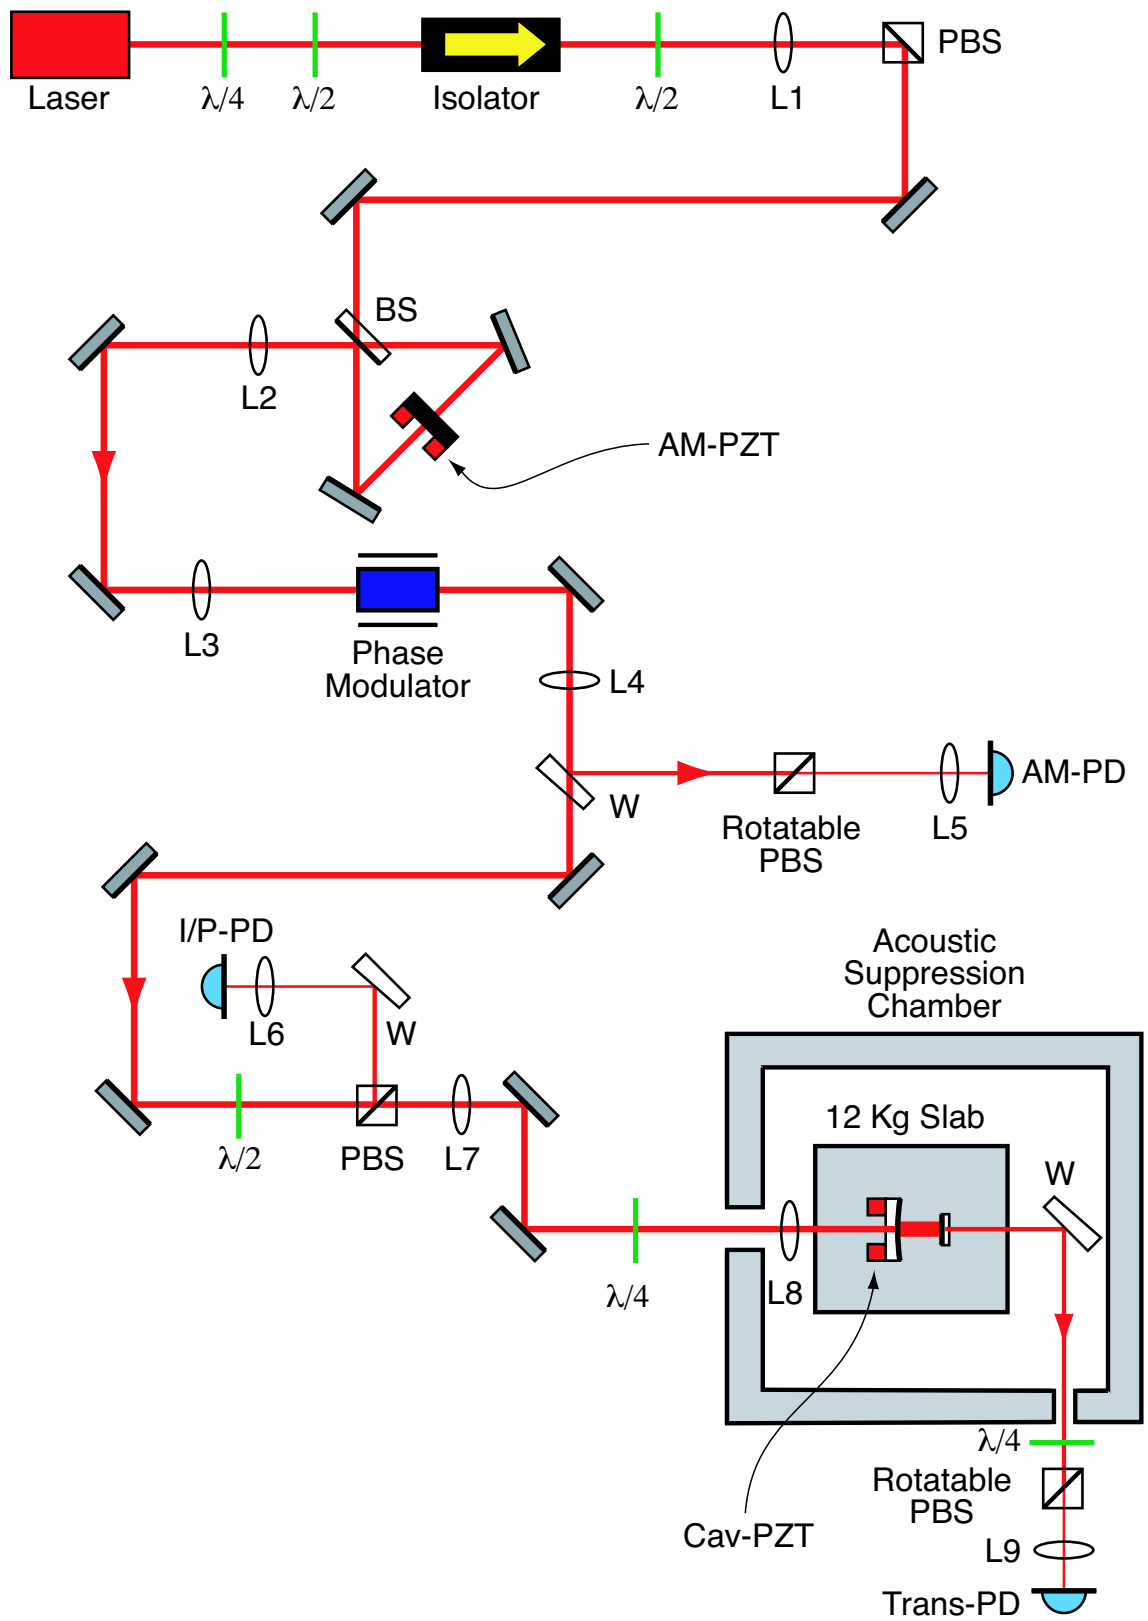 PBS
Laser
λ/4
λ/2
Isolator
λ/2
L1
BS
L2
AM-PZT
L3
Phase
Modulator
L4
W
AM-PD
Rotatable
PBS
L5
I/P-PD
L6
W
Acoustic
Suppression
Chamber
12 Kg Slab
λ/2
PBS
L7
W
λ/4
L8
λ/4
Rotatable
PBS
Cav-PZT
L9
Trans-PD